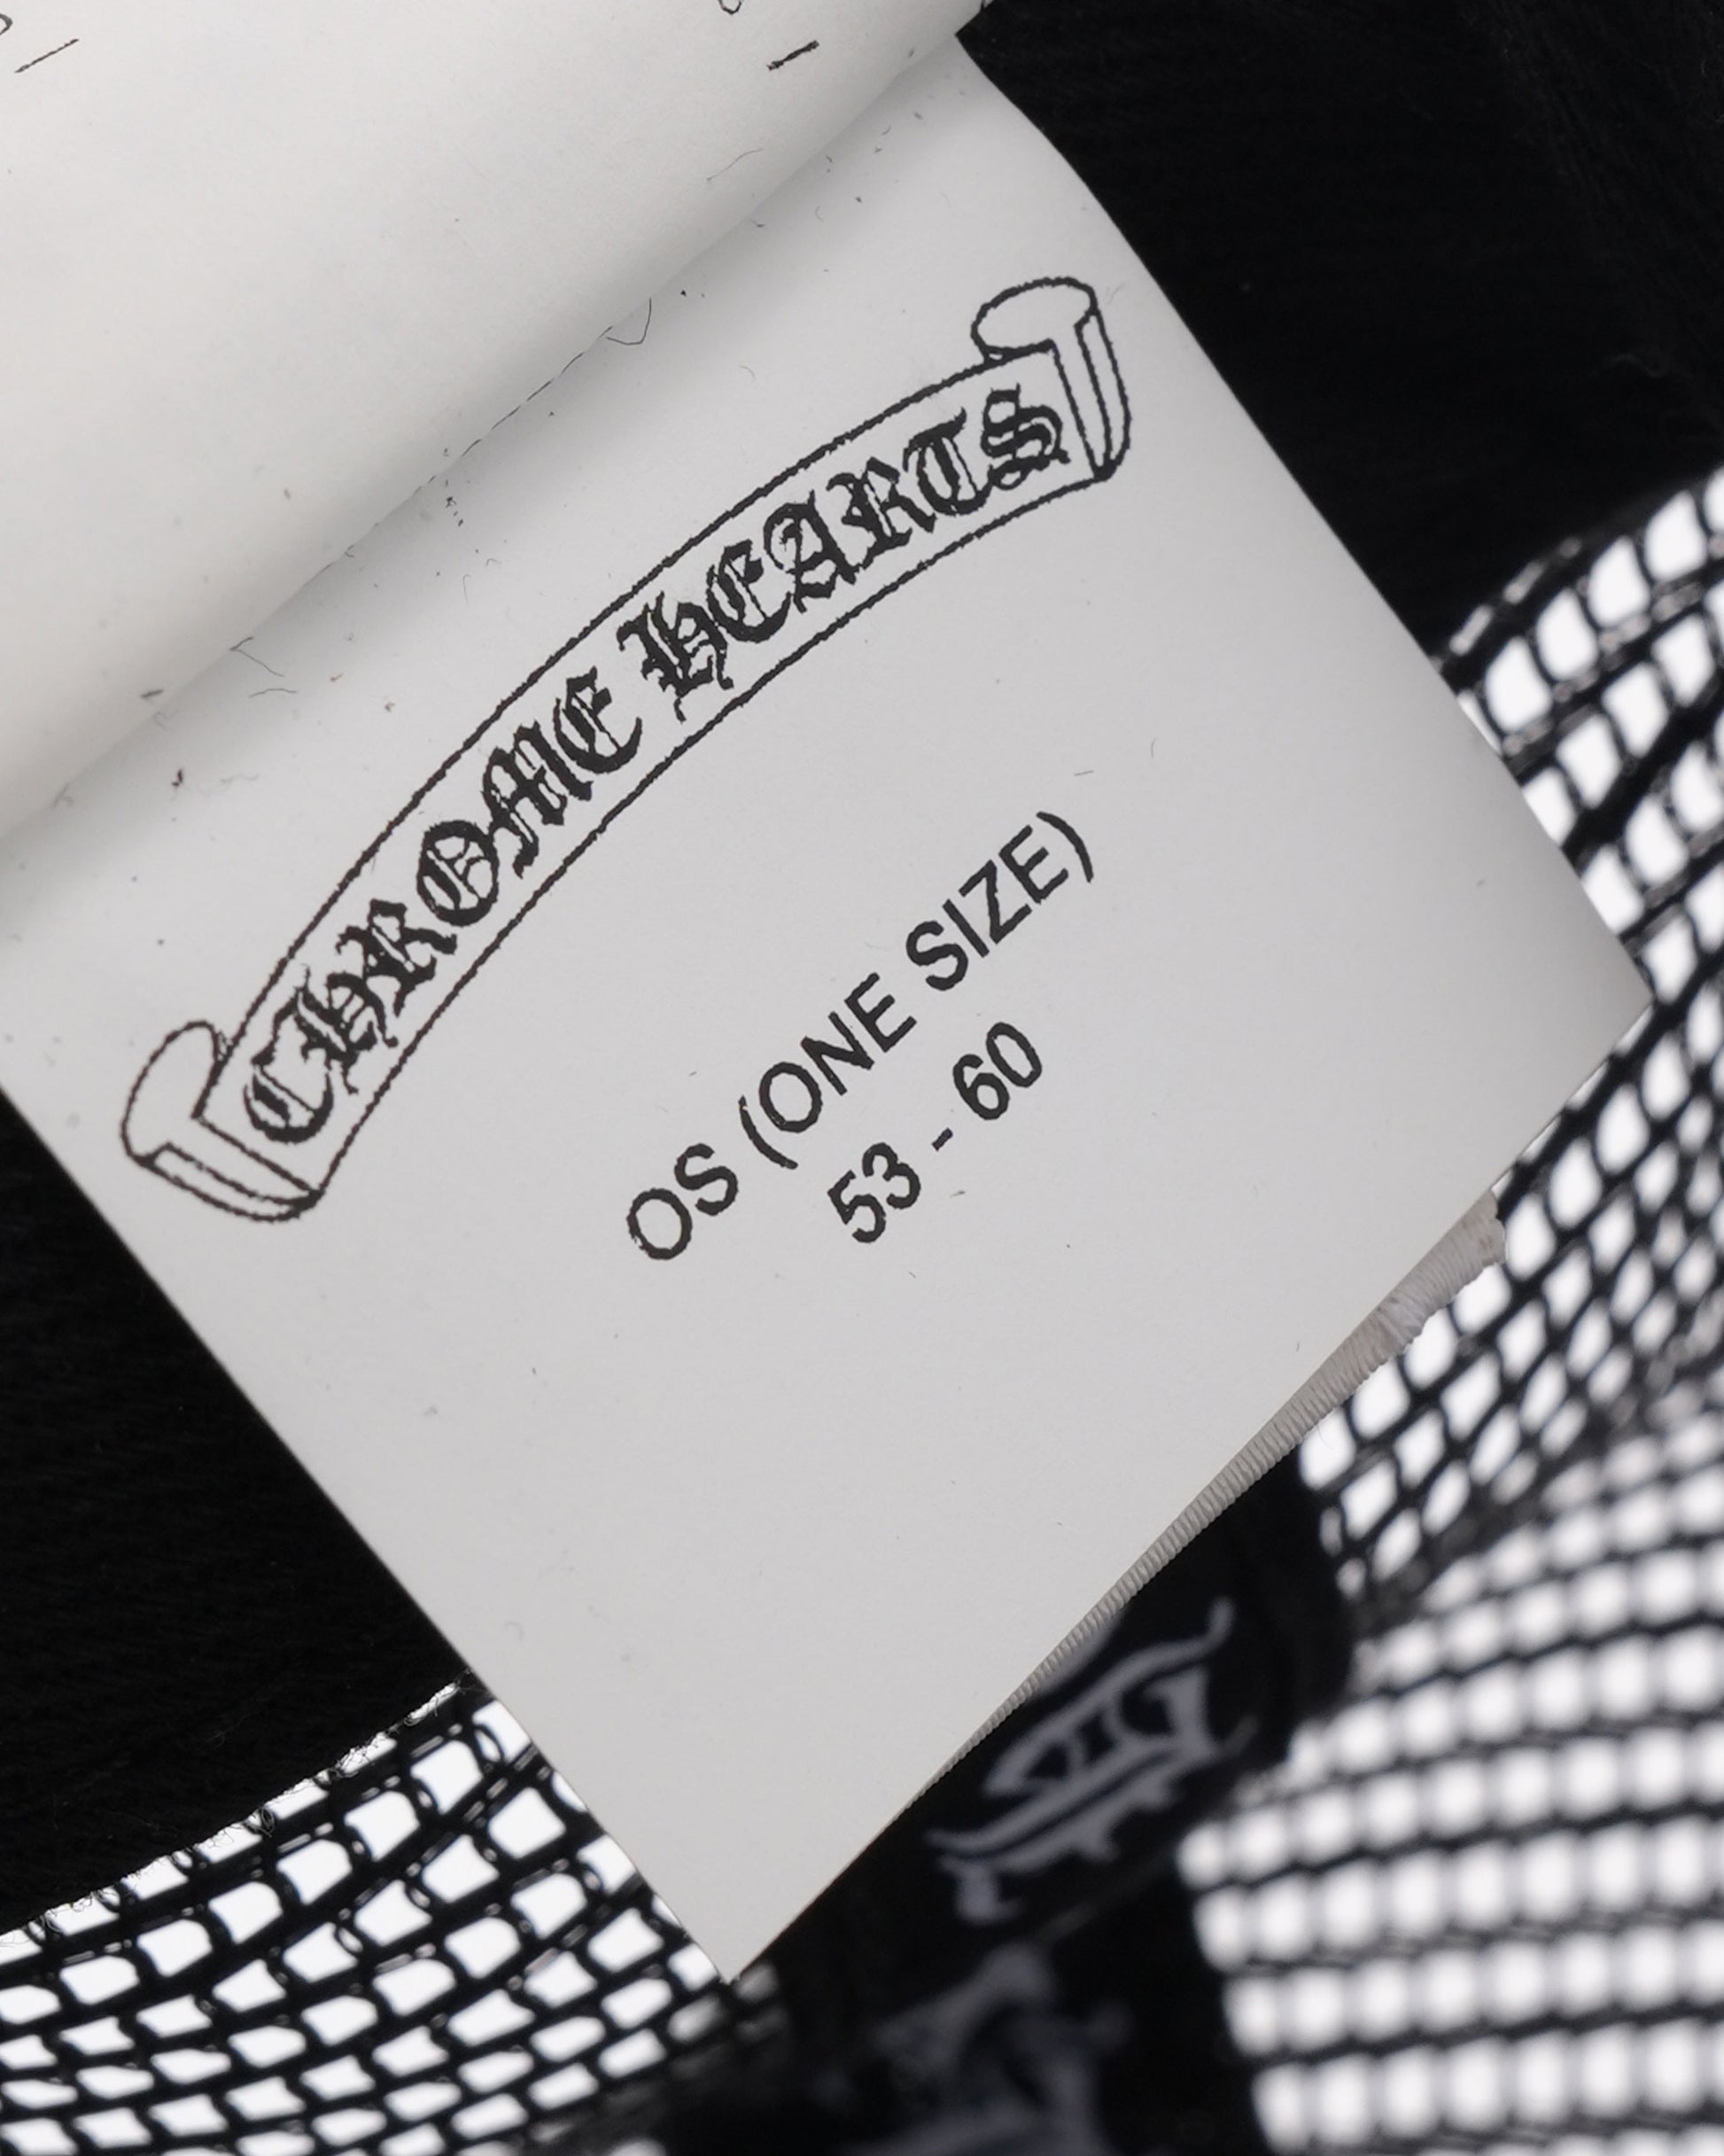 CHROME HEARTS
OS (ONE SIZE)
53 - 60